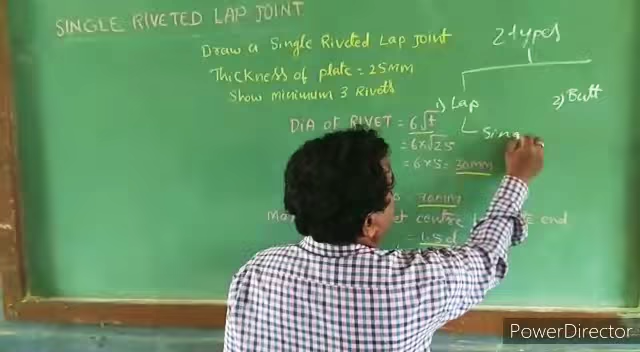 SINGLE RIVETED LAP JOINT
Draw a Single Riveted Lap Joint
Thickness of plate = 25mm
Show minimum 3 Rivets
2 types
1) Lap
2) Butt
Sing
Dia of RIVET = 6√t
= 6×√25
= 6×5 = 30mm
30mm
centre
end
= 1.5d
PowerDirector